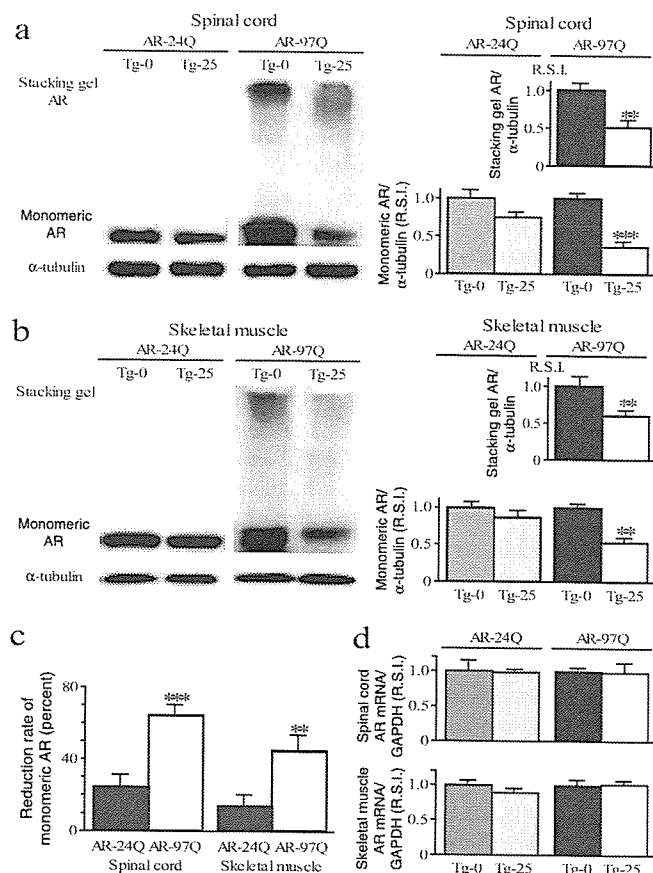 a
Spinal cord
AR-24Q
AR-97Q
Tg-0
Tg-25
Tg-0
Tg-25
Stacking gel
AR
Monomeric
AR
α-tubulin
Spinal cord
AR-24Q
AR-97Q
R.S.I.
1.0
0.5
0
Stacking gel AR/
α-tubulin
**
Monomeric AR/
α-tubulin (R.S.I.)
1.0
0.5
0
***
Tg-0
Tg-25
Tg-0
Tg-25
b
Skeletal muscle
AR-24Q
AR-97Q
Tg-0
Tg-25
Tg-0
Tg-25
Stacking gel
Monomeric
AR
α-tubulin
Skeletal muscle
AR-24Q
AR-97Q
R.S.I.
1.0
0.5
0
Stacking gel AR/
α-tubulin
**
Monomeric AR/
α-tubulin (R.S.I.)
1.0
0.5
0
**
Tg-0
Tg-25
Tg-0
Tg-25
c
Reduction rate of
monomeric AR (percent)
80
40
0
***
**
AR-24Q
AR-97Q
AR-24Q
AR-97Q
Spinal cord
Skeletal muscle
d
AR-24Q
AR-97Q
Spinal cord
AR mRNA/
GAPDH (R.S.I.)
1.0
0
Skeletal muscle
AR mRNA/
GAPDH (R.S.I.)
1.0
0
Tg-0
Tg-25
Tg-0
Tg-25